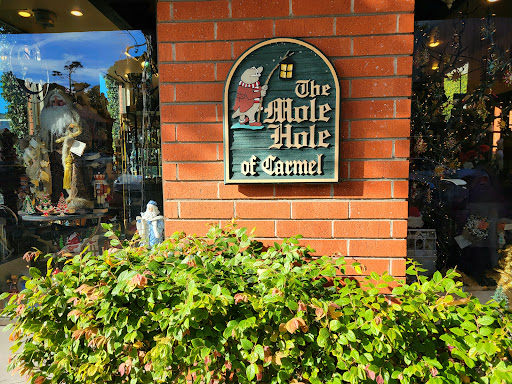 The
Mole
Hole
of Carmel